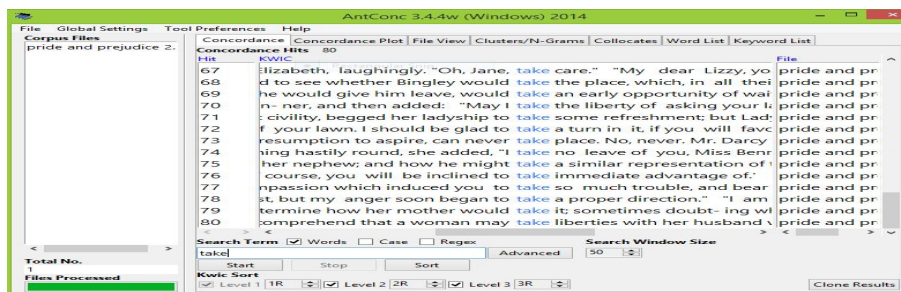 AntConc 3.4.4w (Windows) 2014
File Global Settings Tool Preferences Help
Corpus Files
pride and prejudice 2.
Concordance Concordance Plot File View Clusters/N-Grams Collocates Word List Keyword List
Concordance Hits 80
Hit KWIC File
67 Elizabeth, laughingly. "Oh, Jane, take care." "My dear Lizzy, yo pride and pr
68 d to see whether Bingley would take the place, which, in all thei pride and pr
69 he would give him leave, would take an early opportunity of wai pride and pr
70 n- ner, and then added: "May I take the liberty of asking your la pride and pr
71 civility, begged her ladyship to take some refreshment; but Lad pride and pr
72 f your lawn. I should be glad to take a turn in it, if you will favo pride and pr
73 resumption to aspire, can never take place. No, never. Mr. Darcy pride and pr
74 ning hastily round, she added, "I take no leave of you, Miss Benr pride and pr
75 her nephew; and how he might take a similar representation of pride and pr
76 course, you will be inclined to take immediate advantage of.' pride and pr
77 npassion which induced you to take so much trouble, and bear pride and pr
78 st, but my anger soon began to take a proper direction." "I am pride and pr
79 termine how her mother would take it; sometimes doubt- ing wl pride and pr
80 comprehend that a woman may take liberties with her husband pride and pr
Search Term Words Case Regex Search Window Size
take Advanced 50
Total No.
1
Start Stop Sort
Files Processed
Kwic Sort
Level 1 1R Level 2 2R Level 3 3R Clone Results